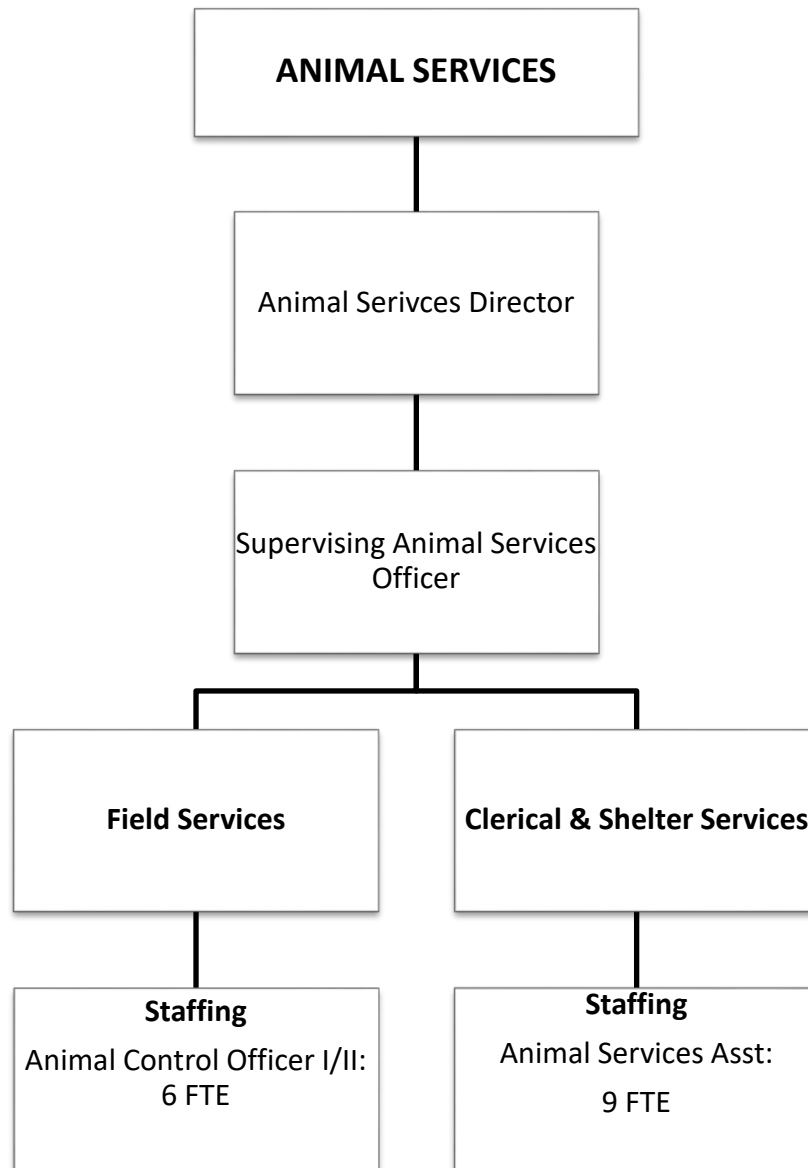 ANIMAL SERVICES
Animal Serivces Director
Supervising Animal Services
Officer
Field Services
Clerical & Shelter Services
Staffing
Animal Control Officer I/II:
6 FTE
Staffing
Animal Services Asst:
9 FTE